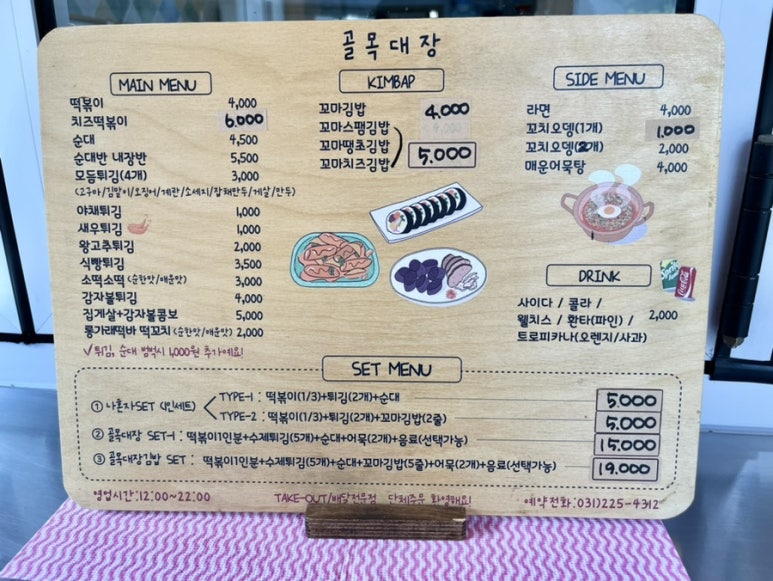 골목대장
MAIN MENU
떡볶이 4,000
치즈떡볶이 6.000
순대 4,500
순대반 내장반 5,500
모듬튀김(4개) 3,000
(고구마/김말이/오징어/계란/소세지/잡채만두/게살/만두)
야채튀김 1,000
새우튀김 1,000
왕고추튀김 2,000
식빵튀김 3,500
소떡소떡 (순한맛/매운맛) 3,000
감자볼튀김 4,000
집게살+감자볼콤보 5,000
롱가래떡바 떡꼬치 (순한맛/매운맛) 2,000
√ 튀김, 순대 범벅시 1,000원 추가예요!
KIMBAP
꼬마김밥 4.000
꼬마스팸김밥
꼬마땡초김밥 5.000
꼬마치즈김밥
SIDE MENU
라면 4,000
꼬치오뎅(1개) 1.000
꼬치오뎅(2개) 2,000
매운어묵탕 4,000
DRINK
사이다 / 콜라 /
웰치스 / 환타(파인) / 2,000
트로피카나(오렌지/사과)
Sprite
Coca-Cola
SET MENU
① 나혼자SET (1인세트)
TYPE-1 : 떡볶이(1/3)+튀김(2개)+순대 5.000
TYPE-2 : 떡볶이(1/3)+튀김(2개)+꼬마김밥(2줄) 5.000
② 골목대장 SET-1 : 떡볶이1인분+수제튀김(5개)+순대+어묵(2개)+음료(선택가능) 15.000
③ 골목대장김밥 SET : 떡볶이1인분+수제튀김(5개)+순대+꼬마김밥(5줄)+어묵(2개)+음료(선택가능) 19.000
영업시간:12:00~22:00 TAKE-OUT/배달전문점 단체주문 환영해요! 예약전화:031)225-4312